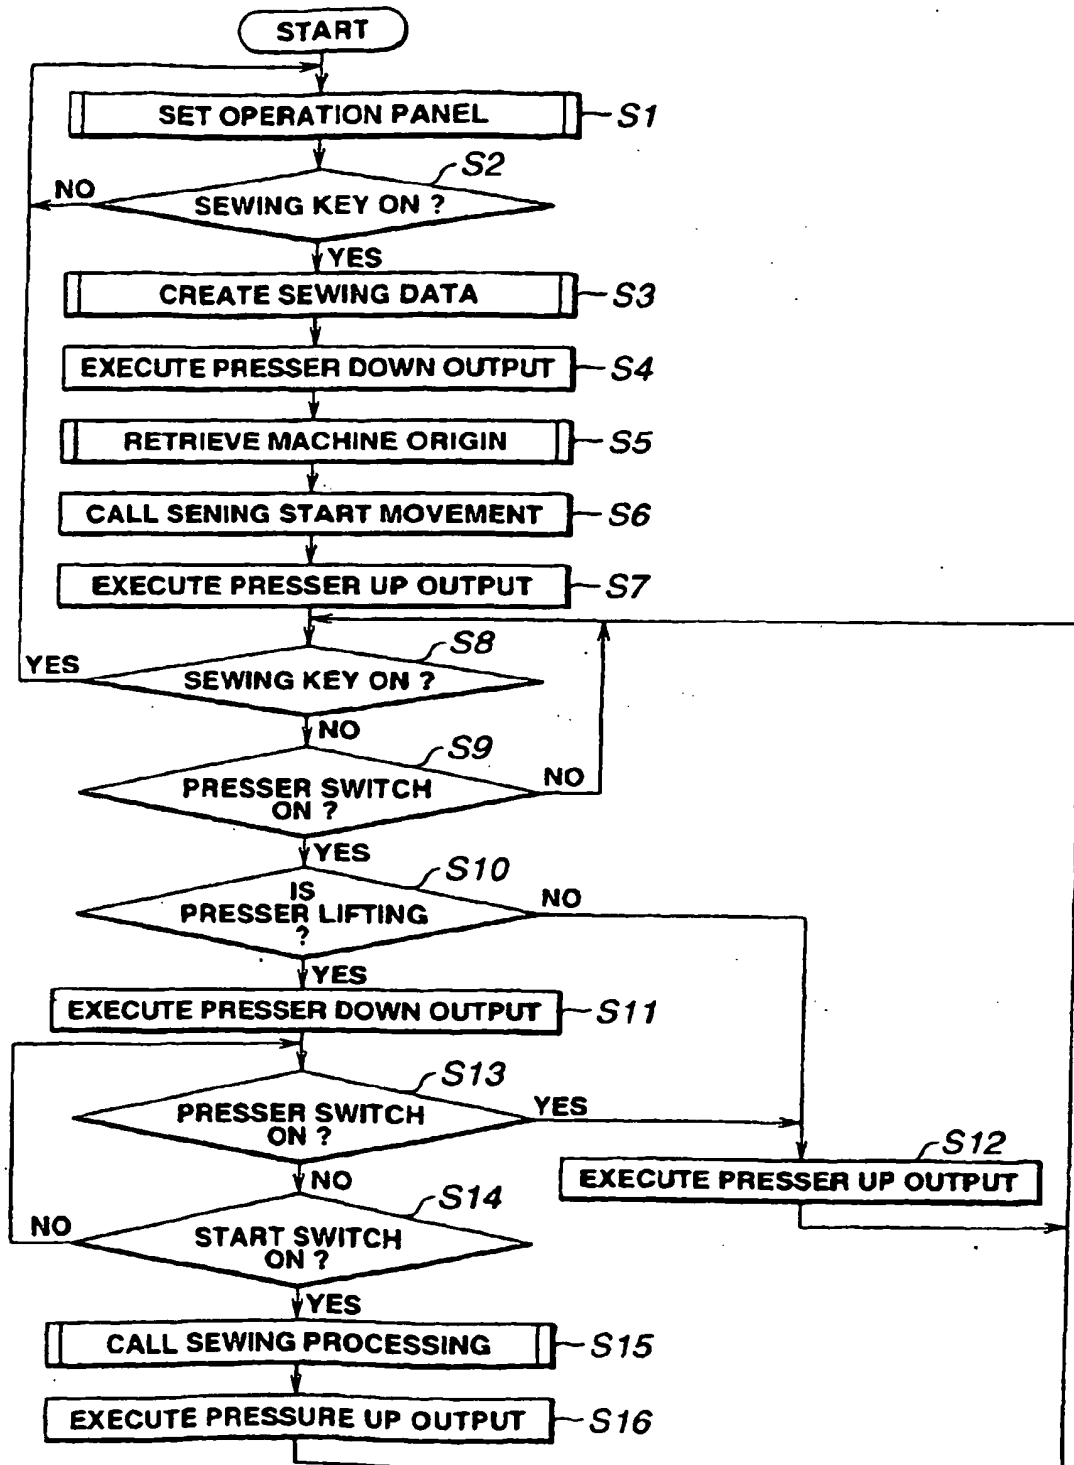 START
SET OPERATION PANEL
S1
S2
NO
SEWING KEY ON ?
YES
CREATE SEWING DATA
S3
EXECUTE PRESSER DOWN OUTPUT
S4
RETRIEVE MACHINE ORIGIN
S5
CALL SENING START MOVEMENT
S6
EXECUTE PRESSER UP OUTPUT
S7
S8
YES
SEWING KEY ON ?
NO
S9
PRESSER SWITCH
ON ?
NO
YES
S10
IS
PRESSER LIFTING
?
NO
YES
EXECUTE PRESSER DOWN OUTPUT
S11
S13
PRESSER SWITCH
ON ?
YES
S12
EXECUTE PRESSER UP OUTPUT
NO
S14
NO
START SWITCH
ON ?
YES
CALL SEWING PROCESSING
S15
EXECUTE PRESSURE UP OUTPUT
S16